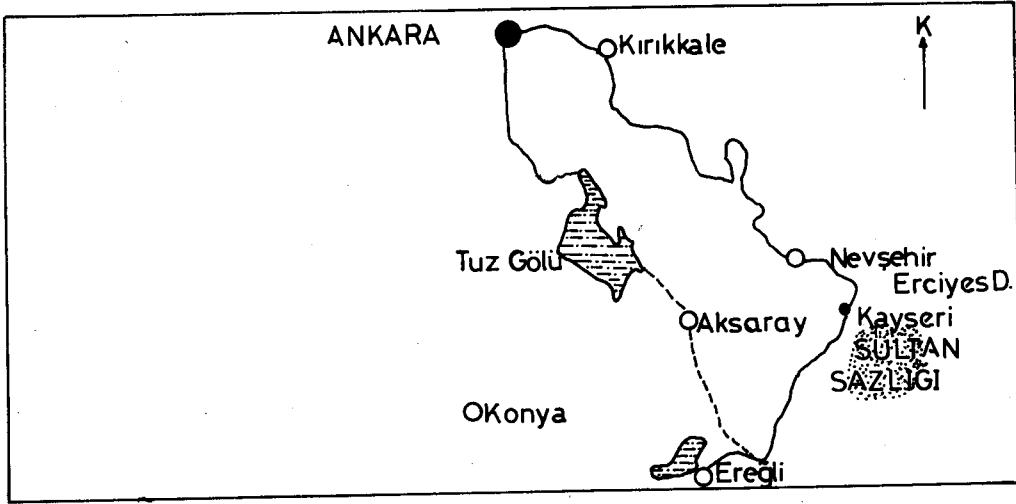 ANKARA
Kırıkkale
K
Tuz Gölü
Nevşehir
Erciyes D.
Aksaray
Kayseri
SULTAN
SAZLIĞI
Konya
Ereğli